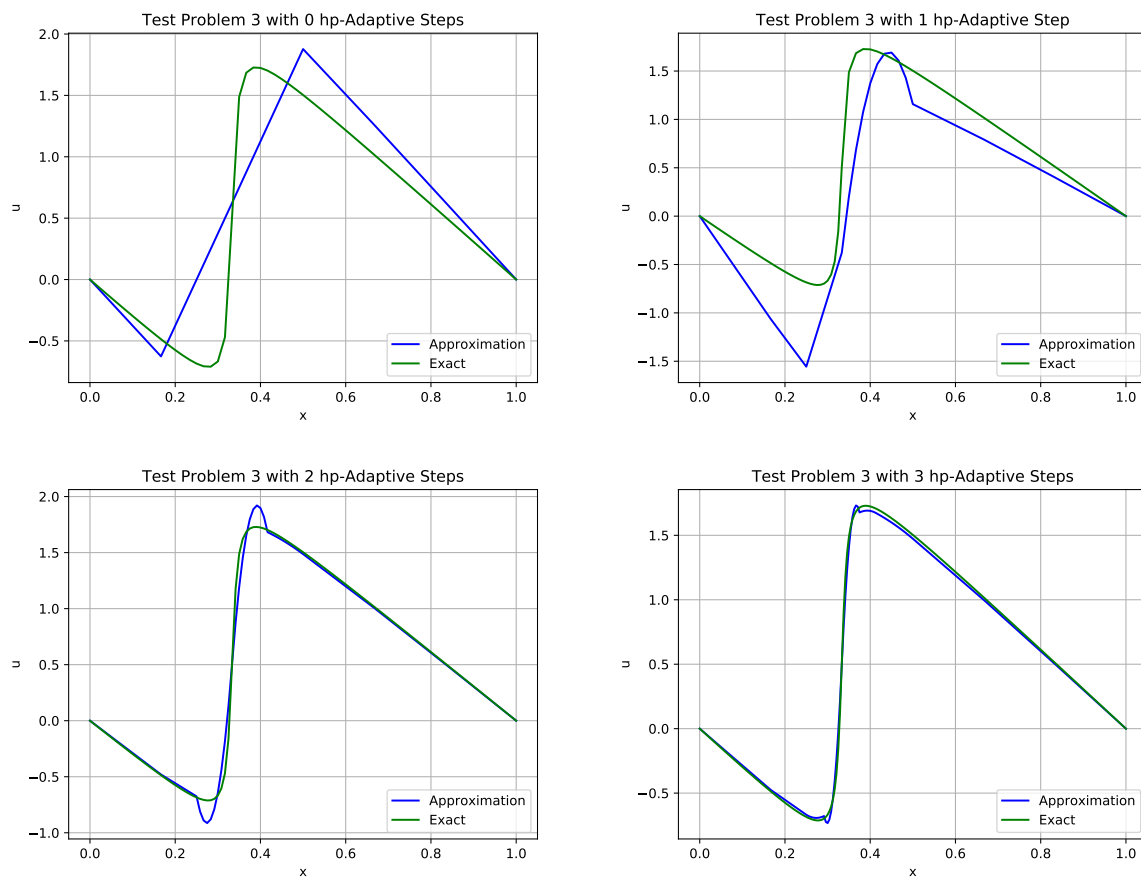 Test Problem 3 with 0 hp-Adaptive Steps
2.0
1.5
1.0
0.5
0.0
−0.5
u
0.0 0.2 0.4 0.6 0.8 1.0
x
Approximation
Exact
Test Problem 3 with 1 hp-Adaptive Step
1.5
1.0
0.5
0.0
−0.5
−1.0
−1.5
u
0.0 0.2 0.4 0.6 0.8 1.0
x
Approximation
Exact
Test Problem 3 with 2 hp-Adaptive Steps
2.0
1.5
1.0
0.5
0.0
−0.5
−1.0
u
0.0 0.2 0.4 0.6 0.8 1.0
x
Approximation
Exact
Test Problem 3 with 3 hp-Adaptive Steps
1.5
1.0
0.5
0.0
−0.5
u
0.0 0.2 0.4 0.6 0.8 1.0
x
Approximation
Exact